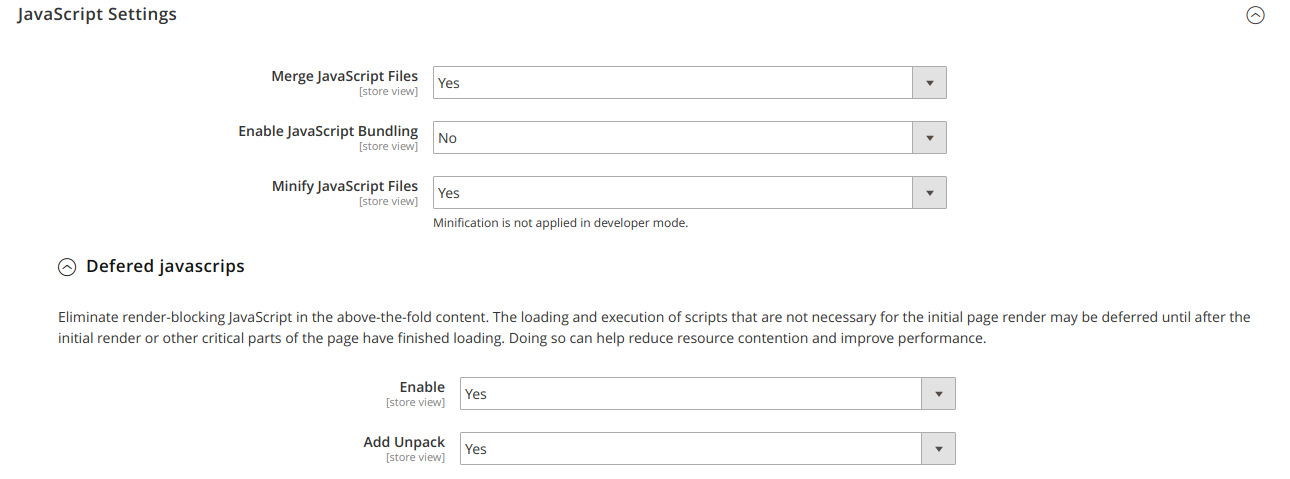 JavaScript Settings
Merge JavaScript Files
[store view]
Yes
Enable JavaScript Bundling
[store view]
No
Minify JavaScript Files
[store view]
Yes
Minification is not applied in developer mode.
Defered javascrips
Eliminate render-blocking JavaScript in the above-the-fold content. The loading and execution of scripts that are not necessary for the initial page render may be deferred until after the
initial render or other critical parts of the page have finished loading. Doing so can help reduce resource contention and improve performance.
Enable
[store view]
Yes
Add Unpack
[store view]
Yes